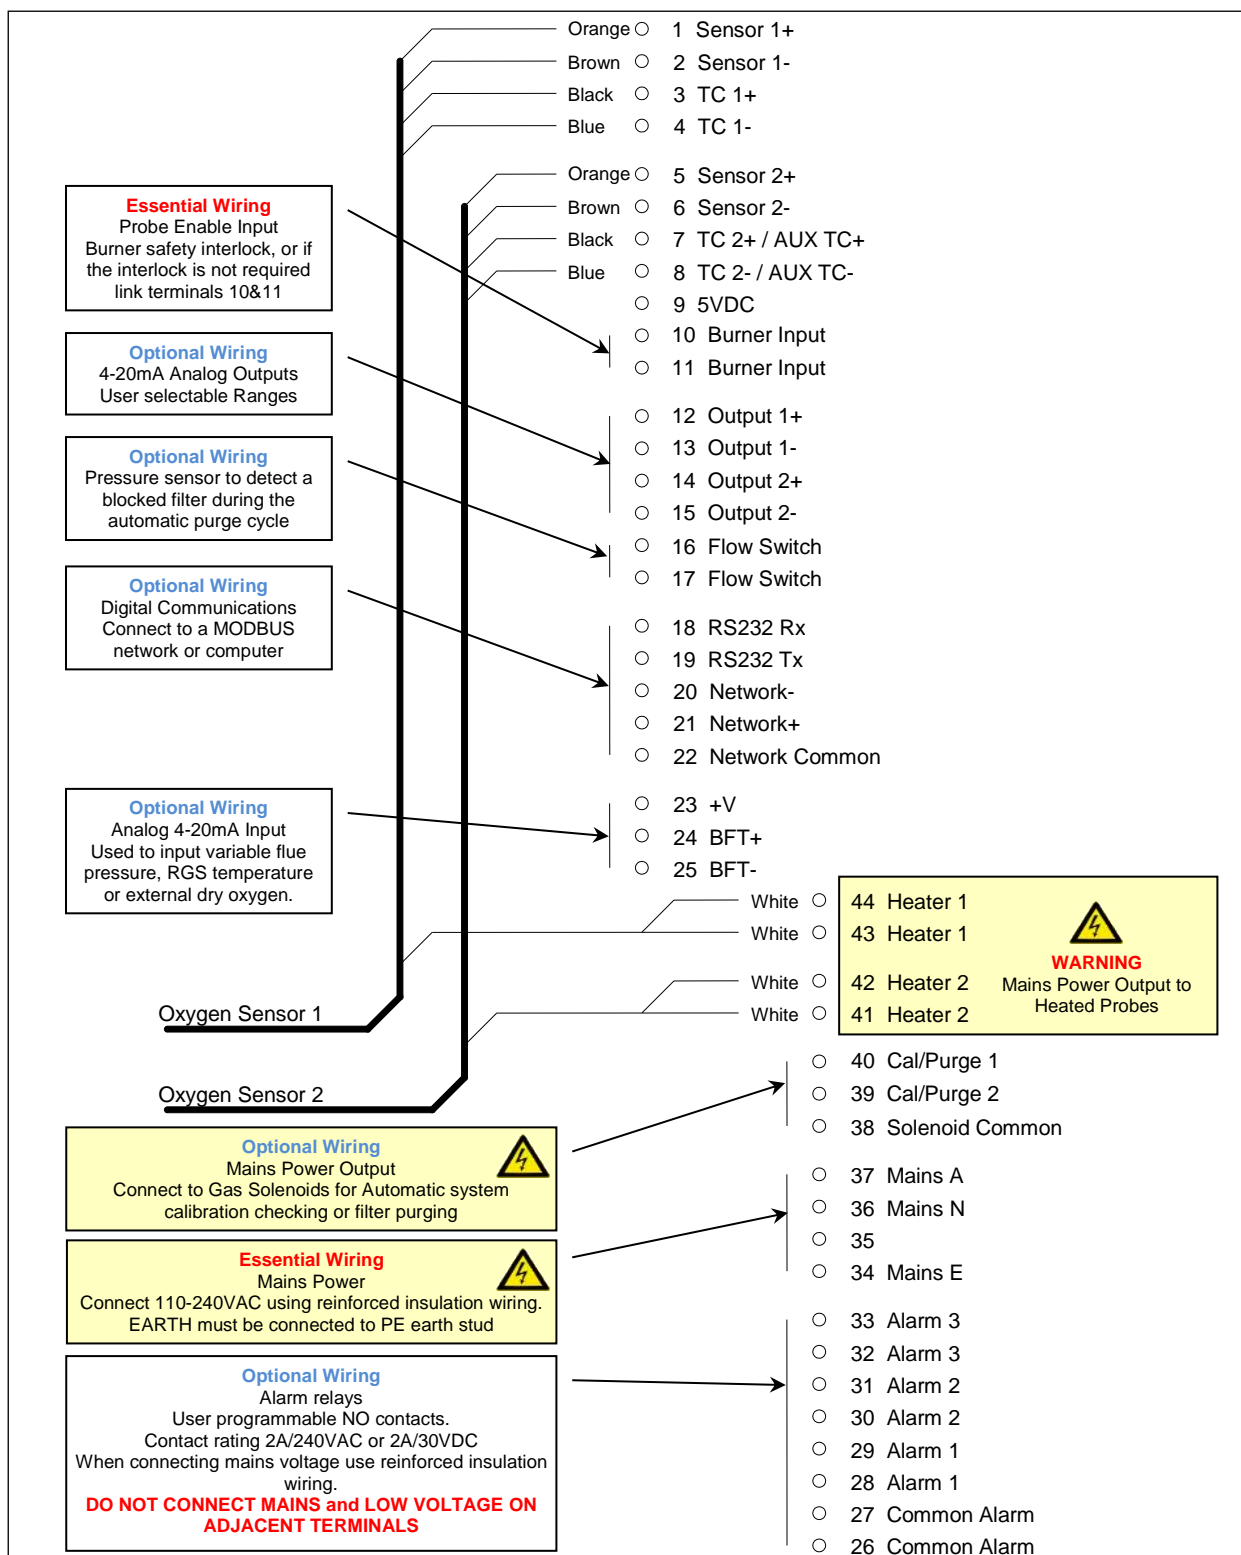 Orange 1 Sensor 1+
Brown 2 Sensor 1-
Black 3 TC 1+
Blue 4 TC 1-
Orange 5 Sensor 2+
Brown 6 Sensor 2-
Black 7 TC 2+ / AUX TC+
Blue 8 TC 2- / AUX TC-
9 5VDC
10 Burner Input
11 Burner Input
12 Output 1+
13 Output 1-
14 Output 2+
15 Output 2-
16 Flow Switch
17 Flow Switch
18 RS232 Rx
19 RS232 Tx
20 Network-
21 Network+
22 Network Common
23 +V
24 BFT+
25 BFT-
Essential Wiring
Probe Enable Input
Burner safety interlock, or if
the interlock is not required
link terminals 10&11
Optional Wiring
4-20mA Analog Outputs
User selectable Ranges
Optional Wiring
Pressure sensor to detect a
blocked filter during the
automatic purge cycle
Optional Wiring
Digital Communications
Connect to a MODBUS
network or computer
Optional Wiring
Analog 4-20mA Input
Used to input variable flue
pressure, RGS temperature
or external dry oxygen.
White 44 Heater 1
White 43 Heater 1
White 42 Heater 2
White 41 Heater 2
WARNING
Mains Power Output to
Heated Probes
Oxygen Sensor 1
Oxygen Sensor 2
40 Cal/Purge 1
39 Cal/Purge 2
38 Solenoid Common
37 Mains A
36 Mains N
35
34 Mains E
33 Alarm 3
32 Alarm 3
31 Alarm 2
30 Alarm 2
29 Alarm 1
28 Alarm 1
27 Common Alarm
26 Common Alarm
Optional Wiring
Mains Power Output
Connect to Gas Solenoids for Automatic system
calibration checking or filter purging
Essential Wiring
Mains Power
Connect 110-240VAC using reinforced insulation wiring.
EARTH must be connected to PE earth stud
Optional Wiring
Alarm relays
User programmable NO contacts.
Contact rating 2A/240VAC or 2A/30VDC
When connecting mains voltage use reinforced insulation
wiring.
DO NOT CONNECT MAINS and LOW VOLTAGE ON
ADJACENT TERMINALS